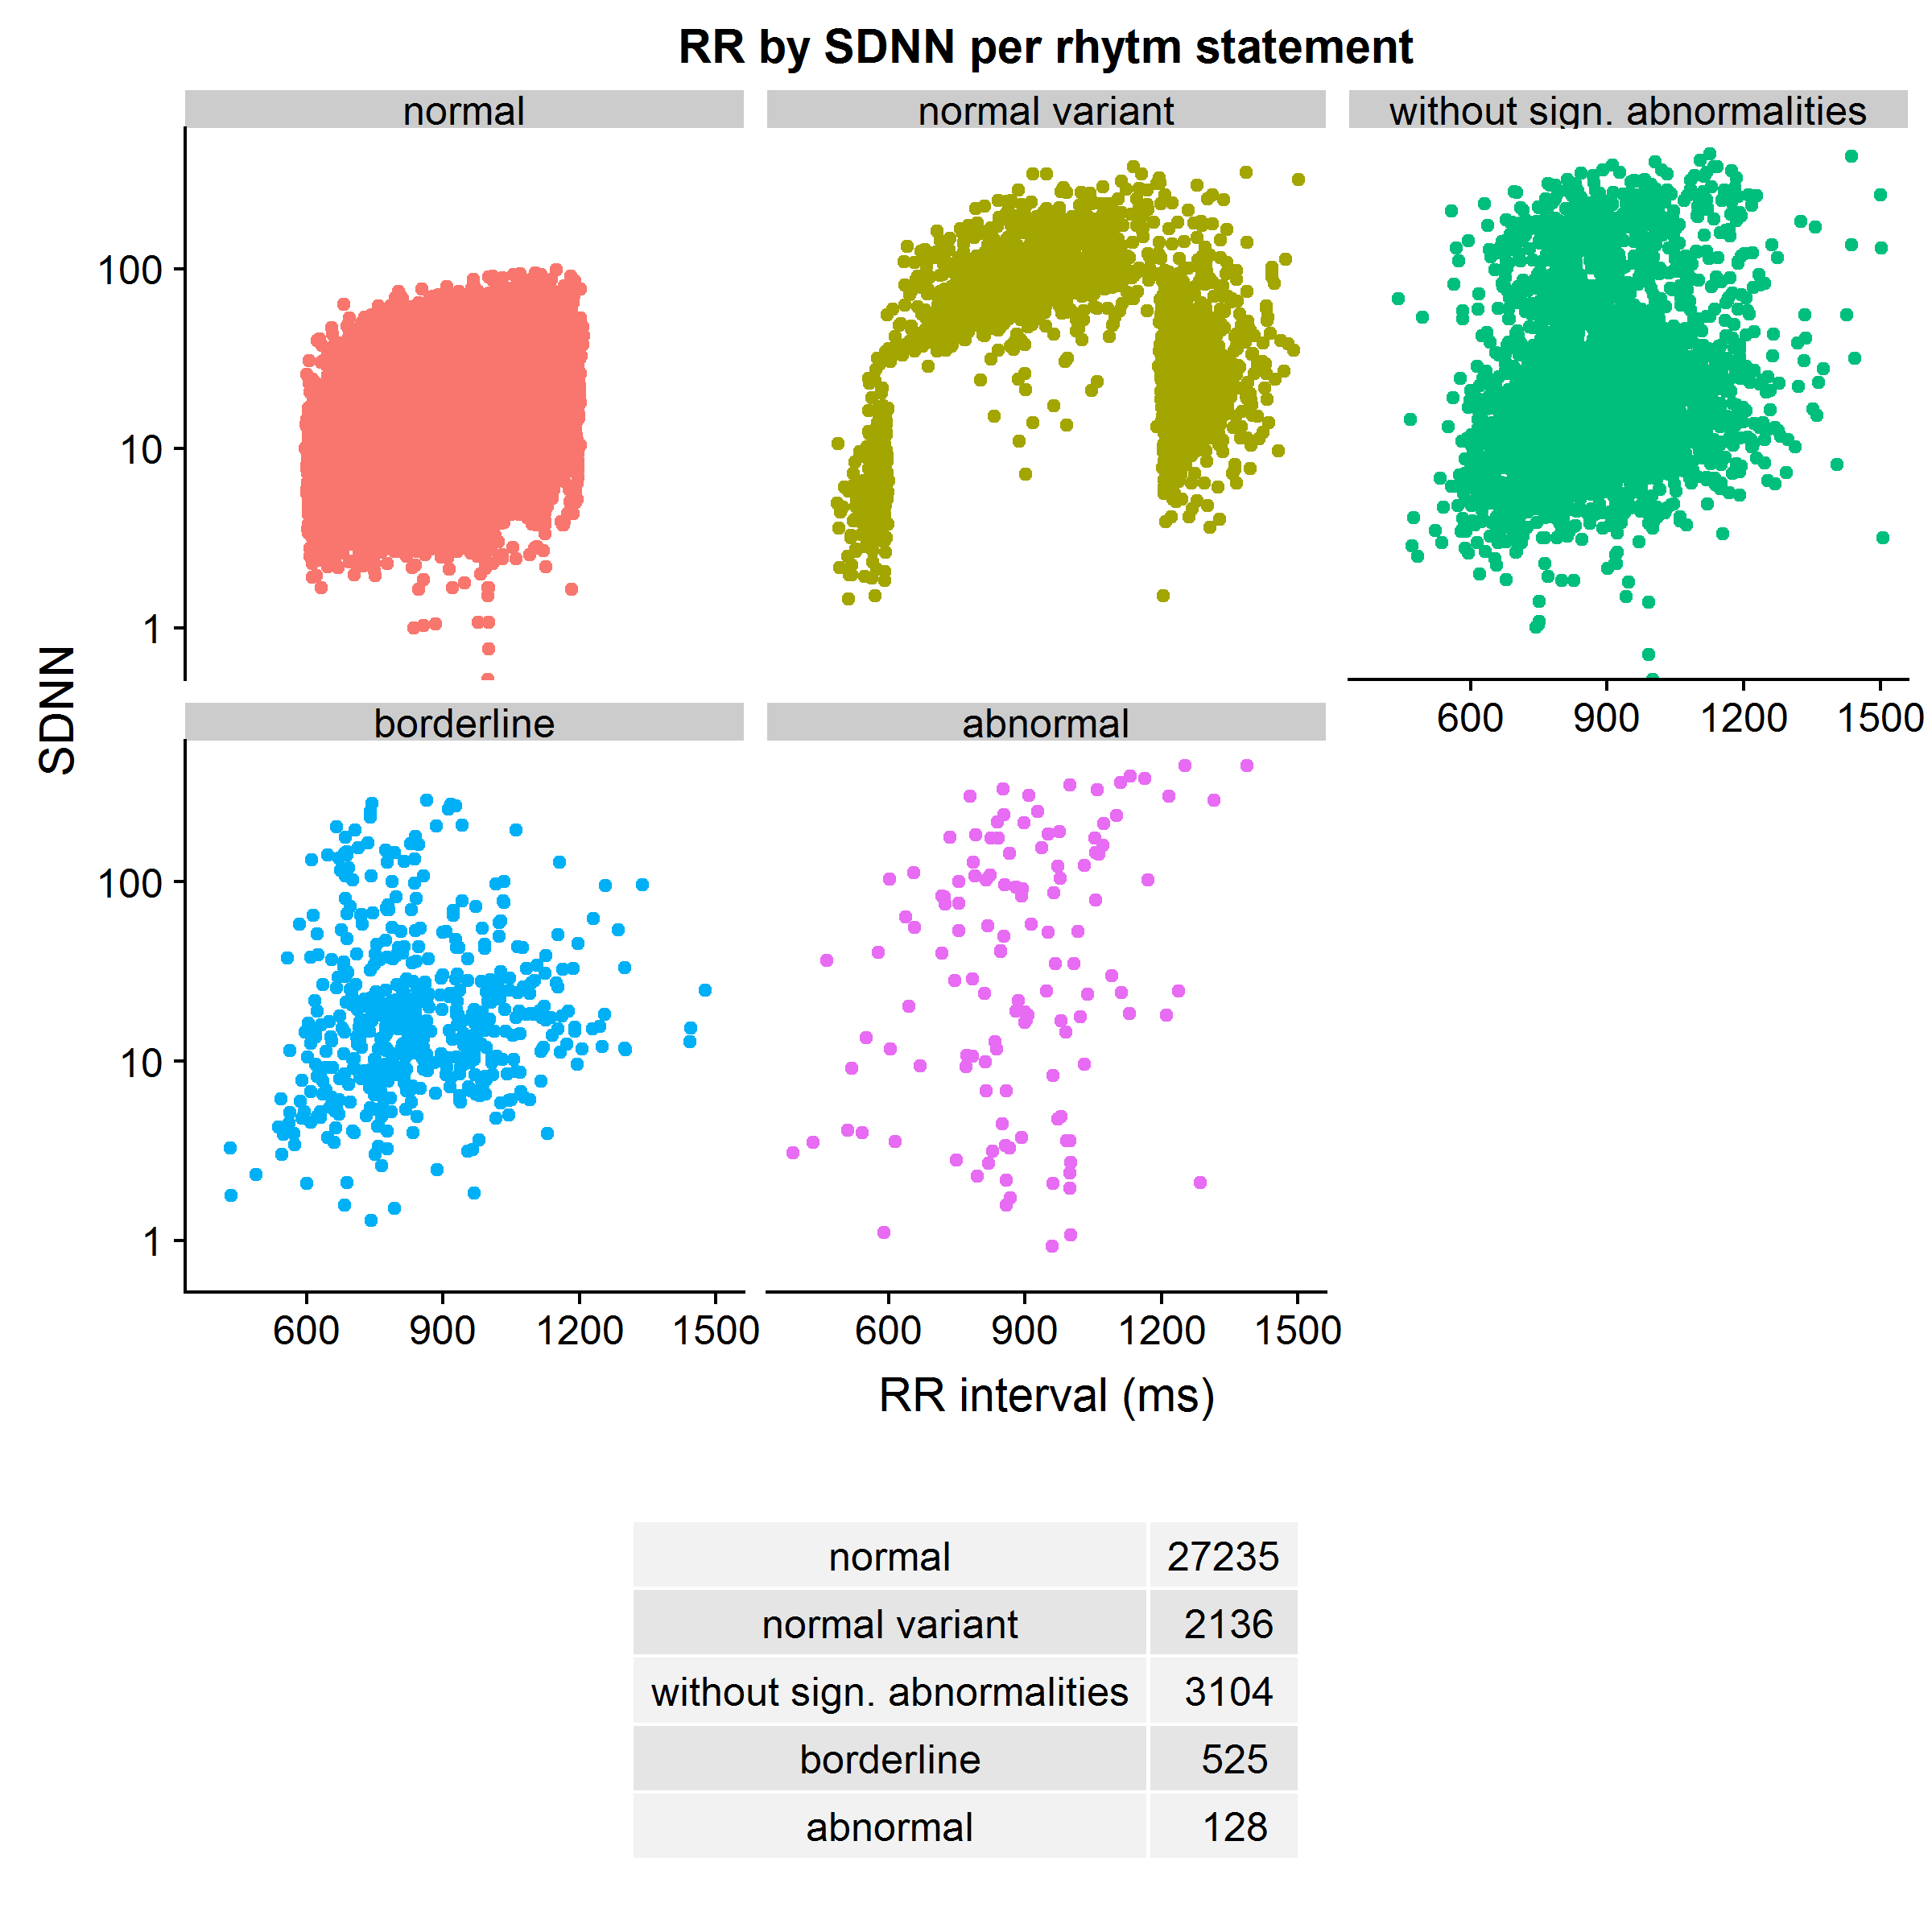 RR by SDNN per rhytm statement
normal
normal variant
without sign. abnormalities
100
10
1
SDNN
600 900 1200 1500
borderline
abnormal
100
10
1
600 900 1200 1500
600 900 1200 1500
RR interval (ms)
normal 27235
normal variant 2136
without sign. abnormalities 3104
borderline 525
abnormal 128